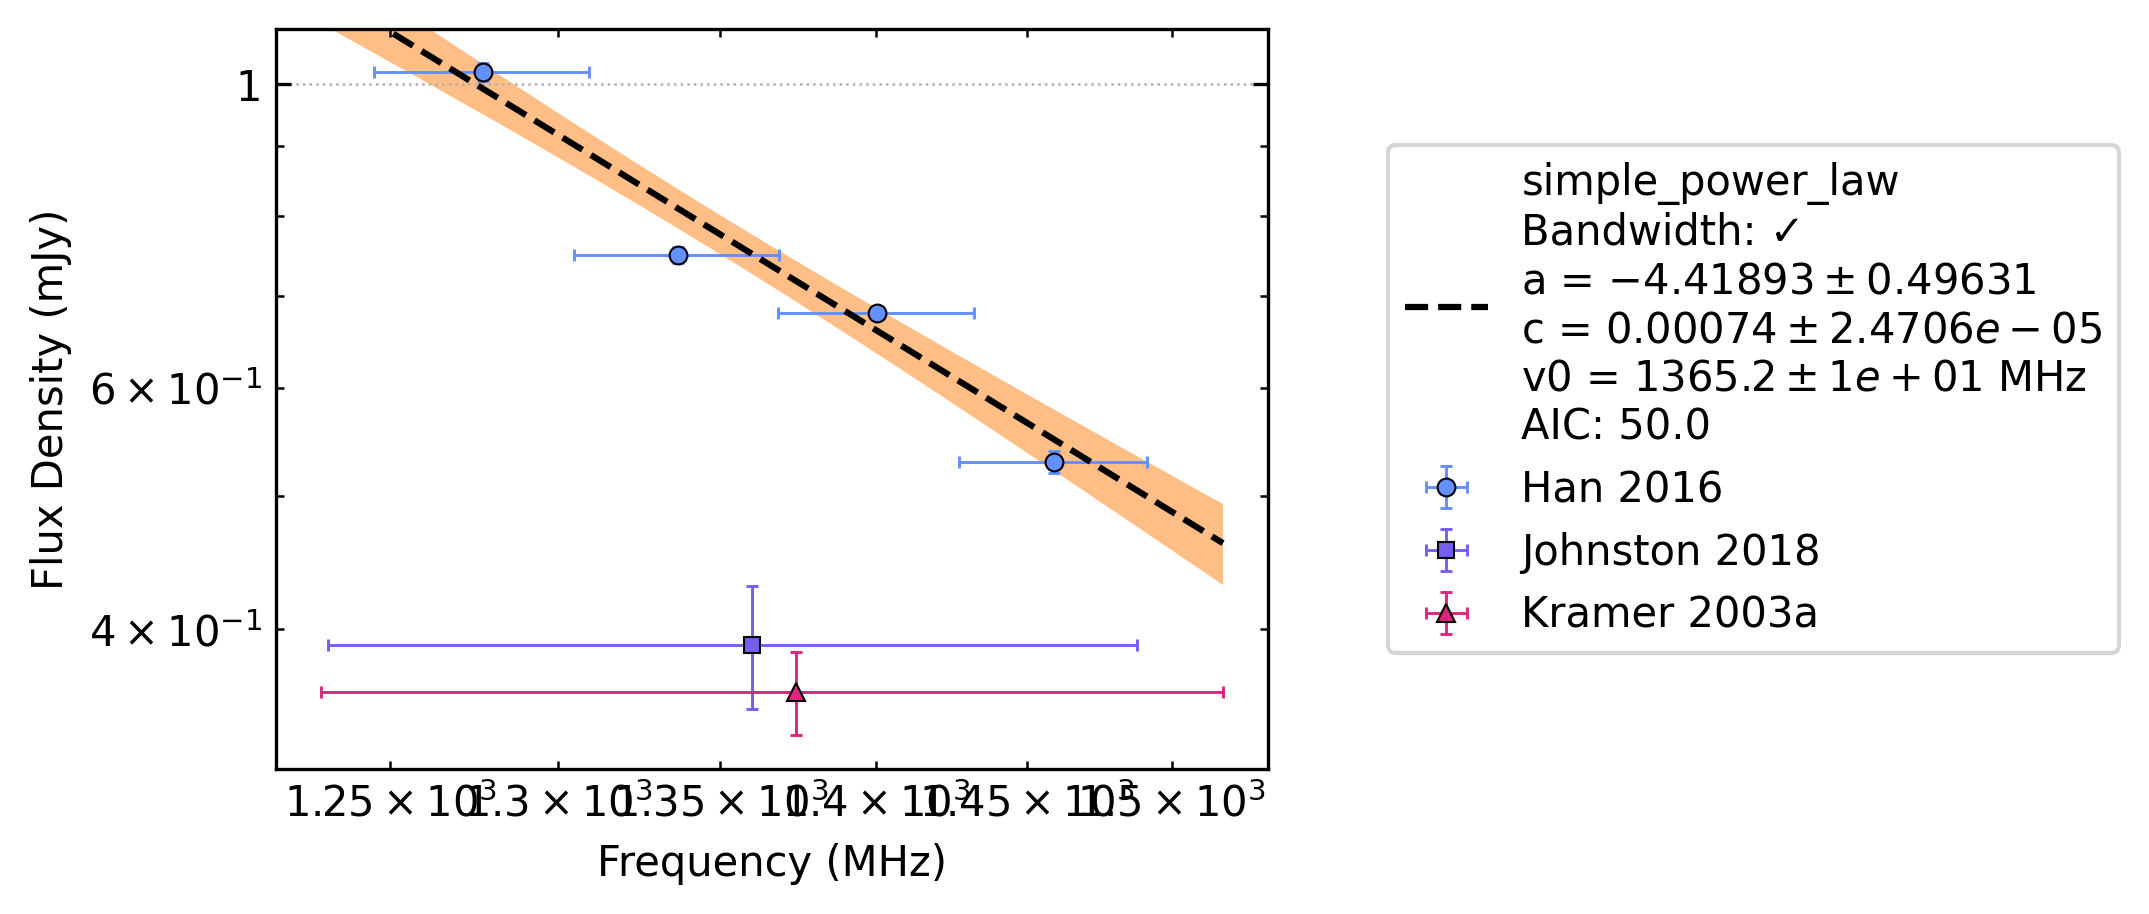 Flux Density (mJy)
1
6 × 10⁻¹
4 × 10⁻¹
1.25 × 10³ 1.3 × 10³ 1.35 × 10³ 1.4 × 10³ 1.45 × 10³ 1.5 × 10³
Frequency (MHz)
simple_power_law
Bandwidth: ✓
a = −4.41893 ± 0.49631
c = 0.00074 ± 2.4706e − 05
v0 = 1365.2 ± 1e + 01 MHz
AIC: 50.0
Han 2016
Johnston 2018
Kramer 2003a